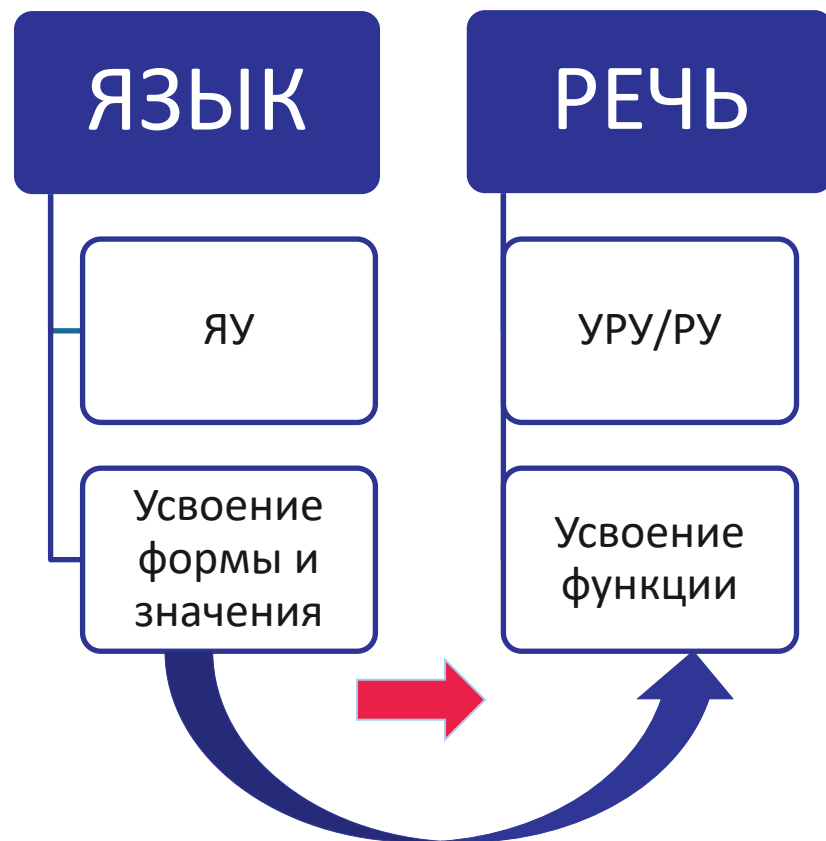 ЯЗЫК
ЯУ
Усвоение
формы и
значения
РЕЧЬ
УРУ/РУ
Усвоение
функции